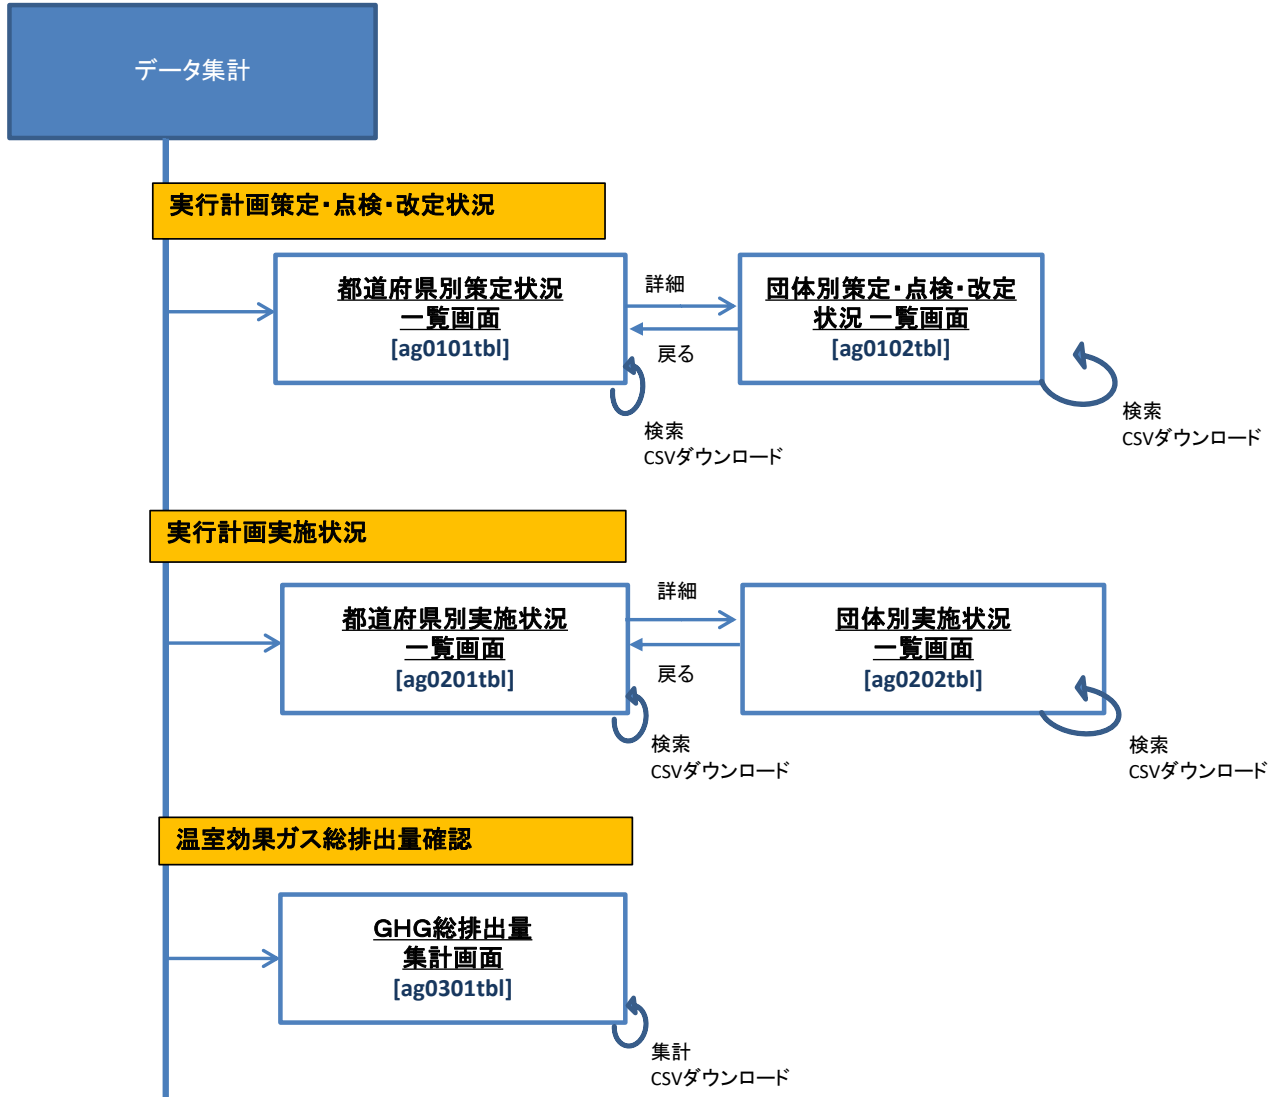 データ集計
実行計画策定・点検・改定状況
都道府県別策定状況
一覧画面
[ag0101tbl]
詳細
戻る
団体別策定・点検・改定
状況 一覧画面
[ag0102tbl]
検索
CSVダウンロード
検索
CSVダウンロード
実行計画実施状況
都道府県別実施状況
一覧画面
[ag0201tbl]
詳細
戻る
団体別実施状況
一覧画面
[ag0202tbl]
検索
CSVダウンロード
検索
CSVダウンロード
温室効果ガス総排出量確認
GHG総排出量
集計画面
[ag0301tbl]
集計
CSVダウンロード